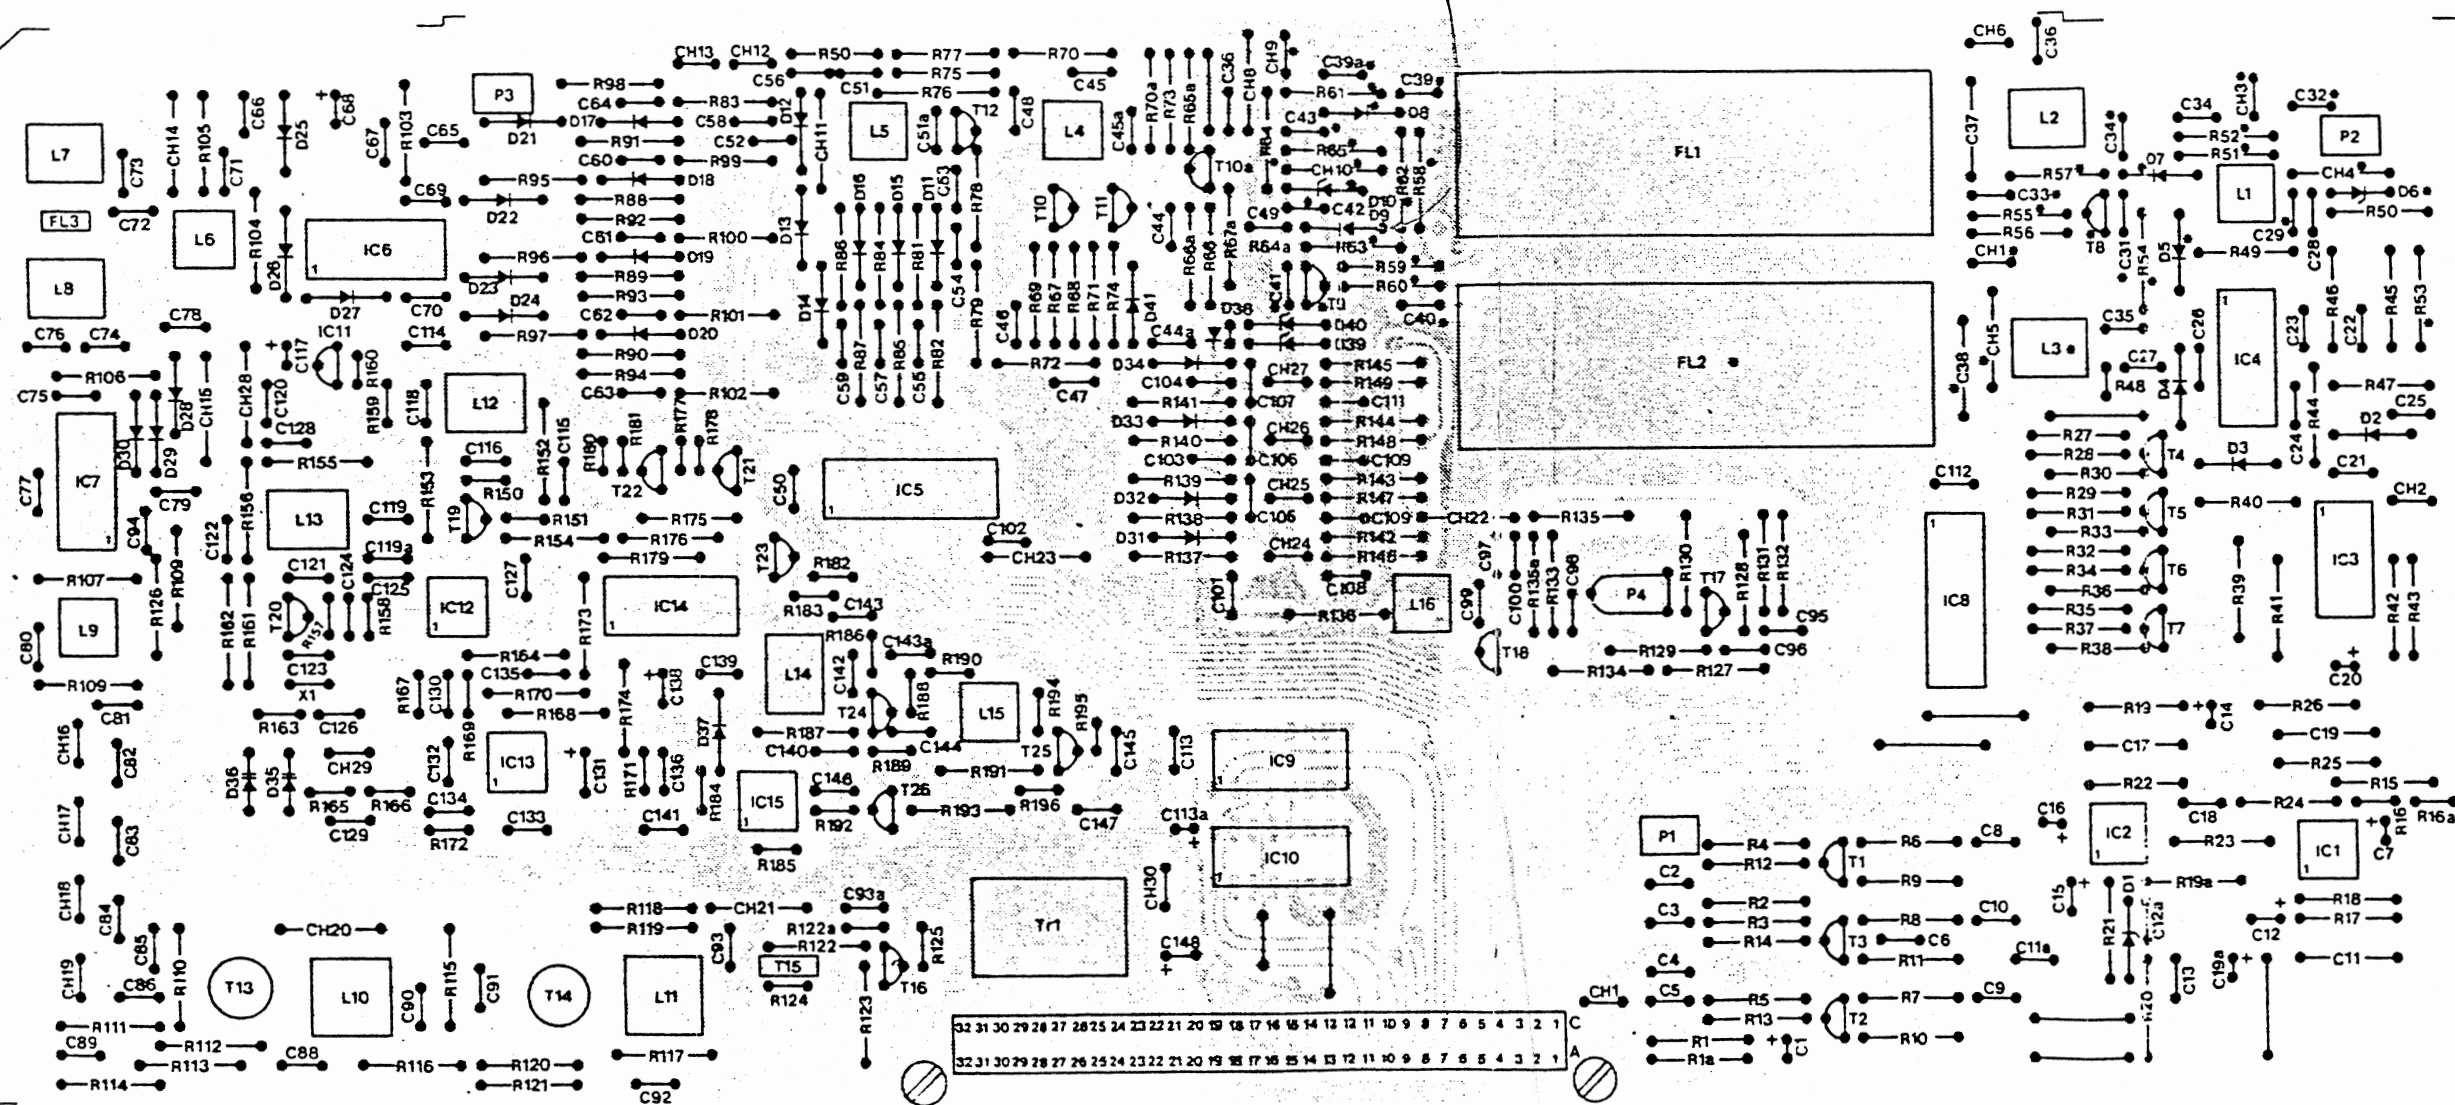 CH13 CH12 R50 R77 R70 CH9 C39a* CH6 C36
C56 R75 C45 R70a R73 R65a C36 CH8 R61 C39*
P3 R98 C51 R76 T12 C48 L4 C45a D8 C37 L2 C34 CH3* C32*
C66 D25 C68 R103 C64 R83 D12 L5 C51a C43 R52*
L7 C73 CH14 R105 C71 C67 C65 D21 D17 C58 CH11 R64 FL1 C34* R51* P2
R91 C52 R65*
C60 R99 T10a CH10* R62 R58 R57* D7 L1 CH4*
R95 D18 D16 D15 D11 C53 R78 C33* D6*
FL3 C72 C69 D22 R88 D13 T10 T11 C44 C49 C42 D9 R55* R50
L6 R104 IC6 1 R92 R56 T8 C31 R54 D5 C29 C28
C61 R100 R86 R84 R81 R66a R66 R67a R64a R63 CH1* R49
D26 R96 D19 C54 R59
L8 D23 R89 D14 R79 R69 R67 R68 R71 R74 D41 C41 T9 R60 C38 CH5 C35 C26 1 C23 R46 C22 R45 R53
D27 C70 D24 R93 C46 D38 C40
C78 IC11 C114 R97 C62 R101 C44a D40
C76 C74 C117 R160 D20 C59 R87 C57 R85 C55 R82 R72 D34 D39 L3 IC4
R106 R90 C104 CH27 R145 FL2 C27
C75 D28 CH15 CH28 C120 R159 C118 L12 R94 C47 R149 R48 D4 R47
C63 R102 R141 C107 C111 C24 R44 C25
D30 D29 C128 R152 C115 R180 R181 R177 R178 D33 R144 R27 D2
C77 IC7 R155 R153 C116 R140 CH26 R148 R28 T4 D3
C79 R156 R150 T22 T21 C50 IC5 1 C103 C106 C109 R30 C21
1 C94 C122 L13 C119 T19 R139 CH25 R143 C112 R29
R151 R175 D32 R147 R31 T5 R40 CH2
R109 C119a R154 R176 C102 R138 C109 CH22 R135 R33 1
R107 C121 C124 C127 R179 T23 R182 CH23 D31 R142 C97 R130 R131 R132 R32 IC3
R126 C125 R173 IC14 1 R137 CH24 C100 R135a R133 C98 P4 T17 R128 IC8 R34 T6 R39
C80 L9 R162 R161 T20 R157 R158 IC12 1 R183 C143 C101 C108 L16 C99 R36 R41 R42 R43
R186 R136 C95 R35
C123 R164 L14 C142 C143a T18 R129 C96 R37 T7
R109 X1 R167 C130 C135 R174 C138 C139 R190 R134 R127 R38 C20
C81 R163 C126 R169 R170 T24 R188 L15 R194 R195
CH16 R168 D37 R187 C144 T25 C145 C113 R19 C14 R26
C82 D36 D35 CH29 C132 IC13 C131 R171 C136 C140 R189 IC9 1 C17 C19
R165 R166 C134 R184 IC15 1 C146 R191 R196 R22 R25 R15
CH17 C129 C133 C141 R192 T26 R193 C147 C113a C16 C18 R24 R16 R16a
C83 R172 R185 IC10 1 P1 R4 R6 C8 IC2 1 R23 IC1 1 C7
CH18 CH30 R12 T1 C15 D1 R19a
C84 C2 R9 R18
CH20 R118 CH21 C93a Tr1 C3 R2 R8 C10 R21 C12a R17
C85 R110 R119 R122a R3 C6 C12
CH19 C93 R122 R125 C148 R14 T3 C11a
C86 T13 L10 C90 R115 C91 T14 L11 T15 T16 C4 R11 C13 C19a C11
R124 CH1 C5 R5 R7 C9 R20
R111 R123 32 31 30 29 28 27 26 25 24 23 22 21 20 19 18 17 16 15 14 13 12 11 10 9 8 7 6 5 4 3 2 1 C R13 T2
C89 R112 R117 32 31 30 29 28 27 26 25 24 23 22 21 20 19 18 17 16 15 14 13 12 11 10 9 8 7 6 5 4 3 2 1 A R1 C1 R10
R113 C88 R116 R120 R1a
R114 R121 C92